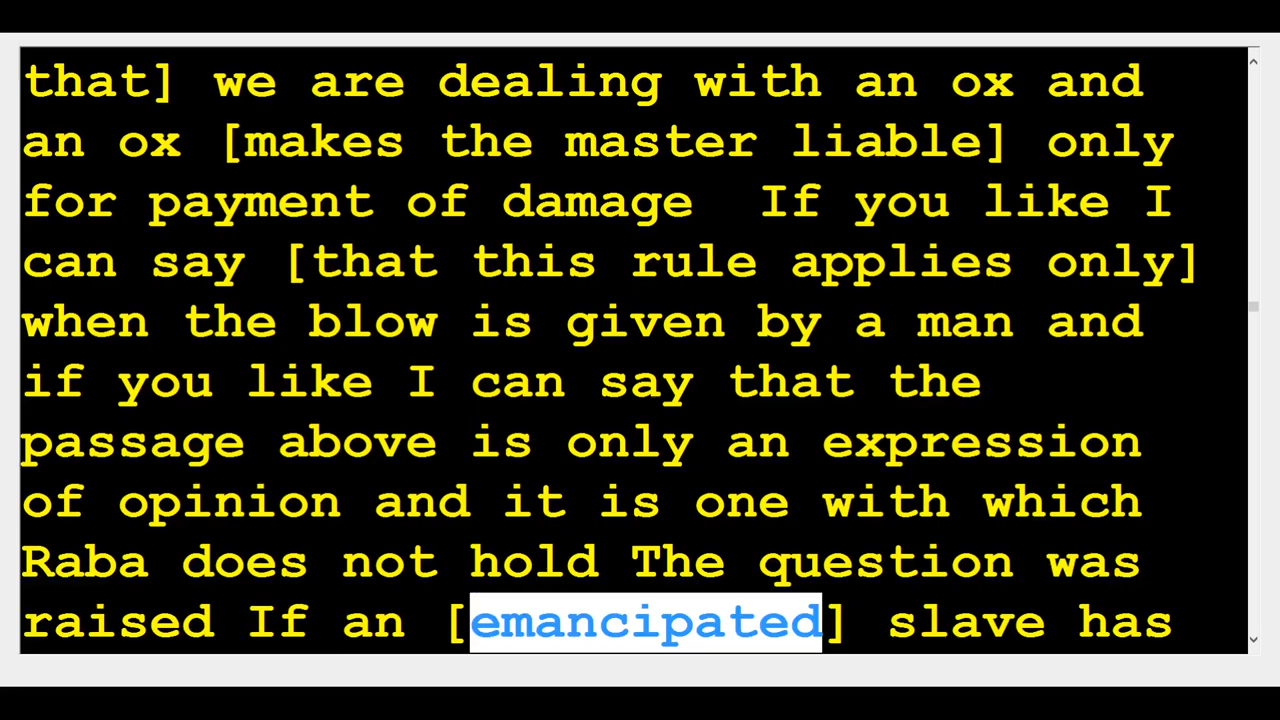 that] we are dealing with an ox and
an ox [makes the master liable] only
for payment of damage  If you like I
can say [that this rule applies only]
when the blow is given by a man and
if you like I can say that the
passage above is only an expression
of opinion and it is one with which
Raba does not hold The question was
raised If an [emancipated] slave has